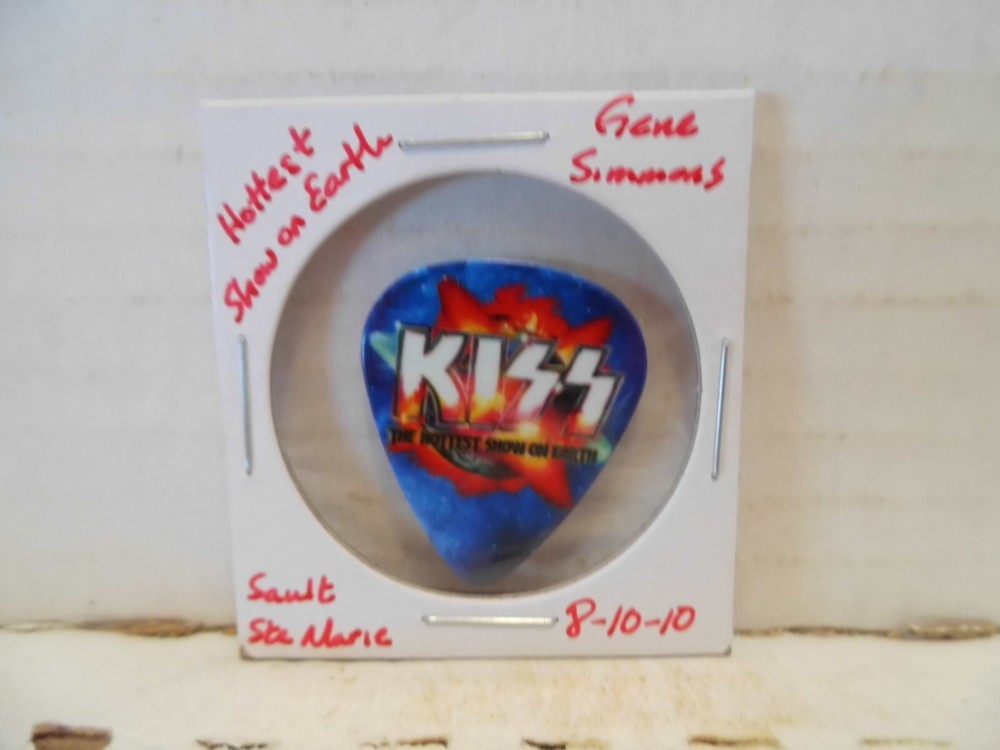 Hottest
Show on Earth
Gene
Simmons
KISS
THE HOTTEST SHOW ON EARTH
Sault
Ste Marie
8-10-10